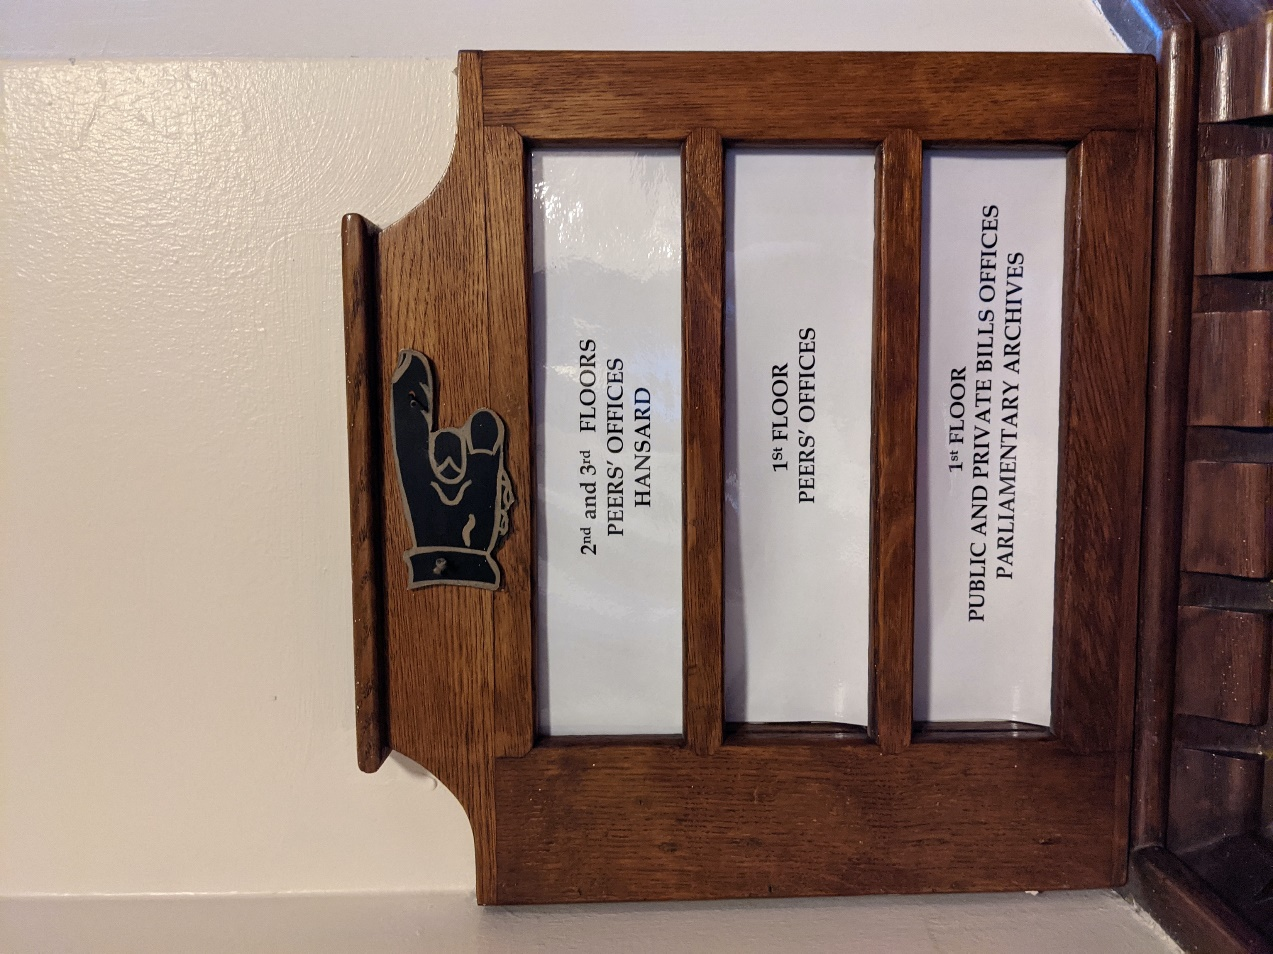 2nd and 3rd FLOORS
PEERS’ OFFICES
HANSARD
1st FLOOR
PEERS’ OFFICES
1st FLOOR
PUBLIC AND PRIVATE BILLS OFFICES
PARLIAMENTARY ARCHIVES